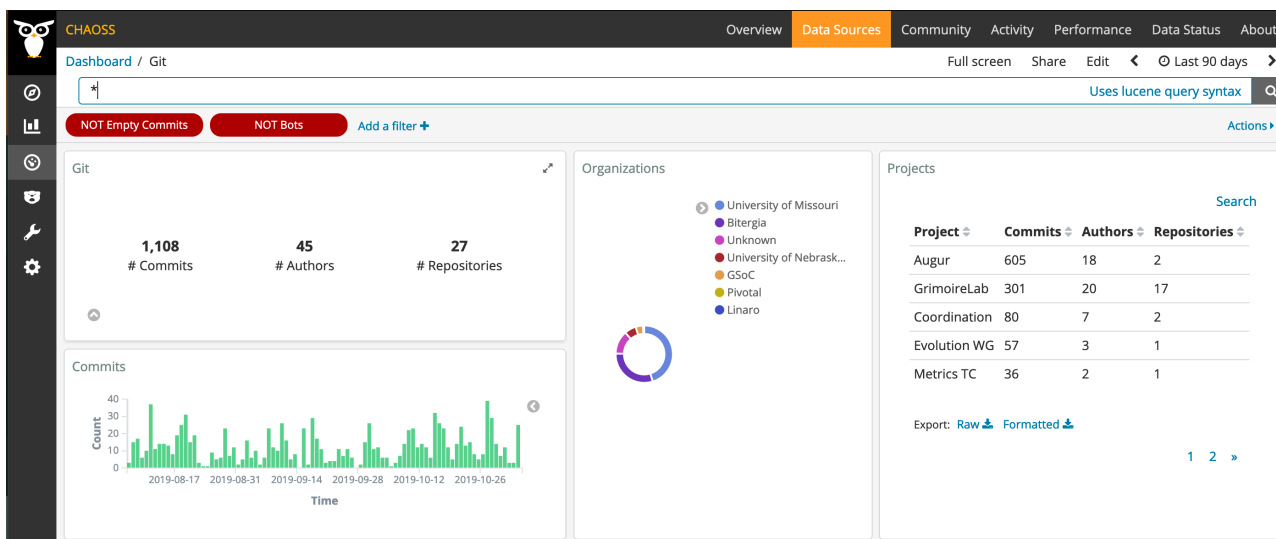 CHAOSS
Overview Data Sources Community Activity Performance Data Status About
Dashboard / Git
Full screen Share Edit Last 90 days
*
Uses lucene query syntax
NOT Empty Commits NOT Bots Add a filter +
Actions
Git
1,108 45 27
# Commits # Authors # Repositories
Commits
40
30
20
10
0
Count
2019-08-17 2019-08-31 2019-09-14 2019-09-28 2019-10-12 2019-10-26
Time
Organizations
University of Missouri
Bitergia
Unknown
University of Nebrask...
GSoC
Pivotal
Linaro
Projects
Search
Project Commits Authors Repositories
Augur 605 18 2
GrimoireLab 301 20 17
Coordination 80 7 2
Evolution WG 57 3 1
Metrics TC 36 2 1
Export: Raw Formatted
1 2 »